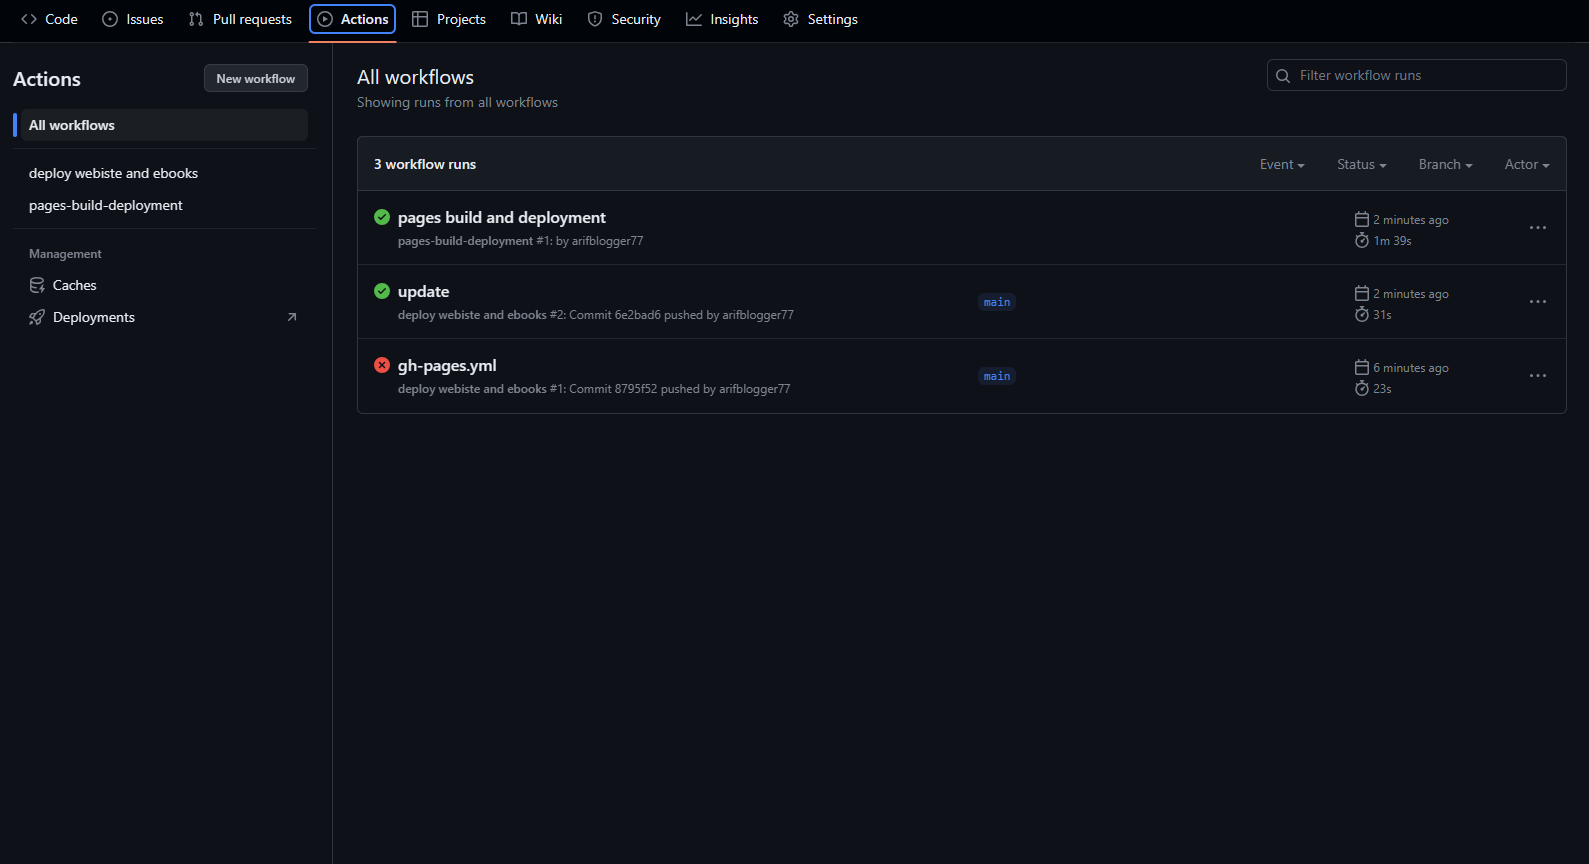 Code Issues Pull requests Actions Projects Wiki Security Insights Settings
Actions
New workflow
All workflows
deploy webiste and ebooks
pages-build-deployment
Management
Caches
Deployments
All workflows
Showing runs from all workflows
Filter workflow runs
3 workflow runs
Event Status Branch Actor
pages build and deployment
pages-build-deployment #1: by arifblogger77
2 minutes ago
1m 39s
update
deploy webiste and ebooks #2: Commit 6e2bad6 pushed by arifblogger77
main
2 minutes ago
31s
gh-pages.yml
deploy webiste and ebooks #1: Commit 8795f52 pushed by arifblogger77
main
6 minutes ago
23s